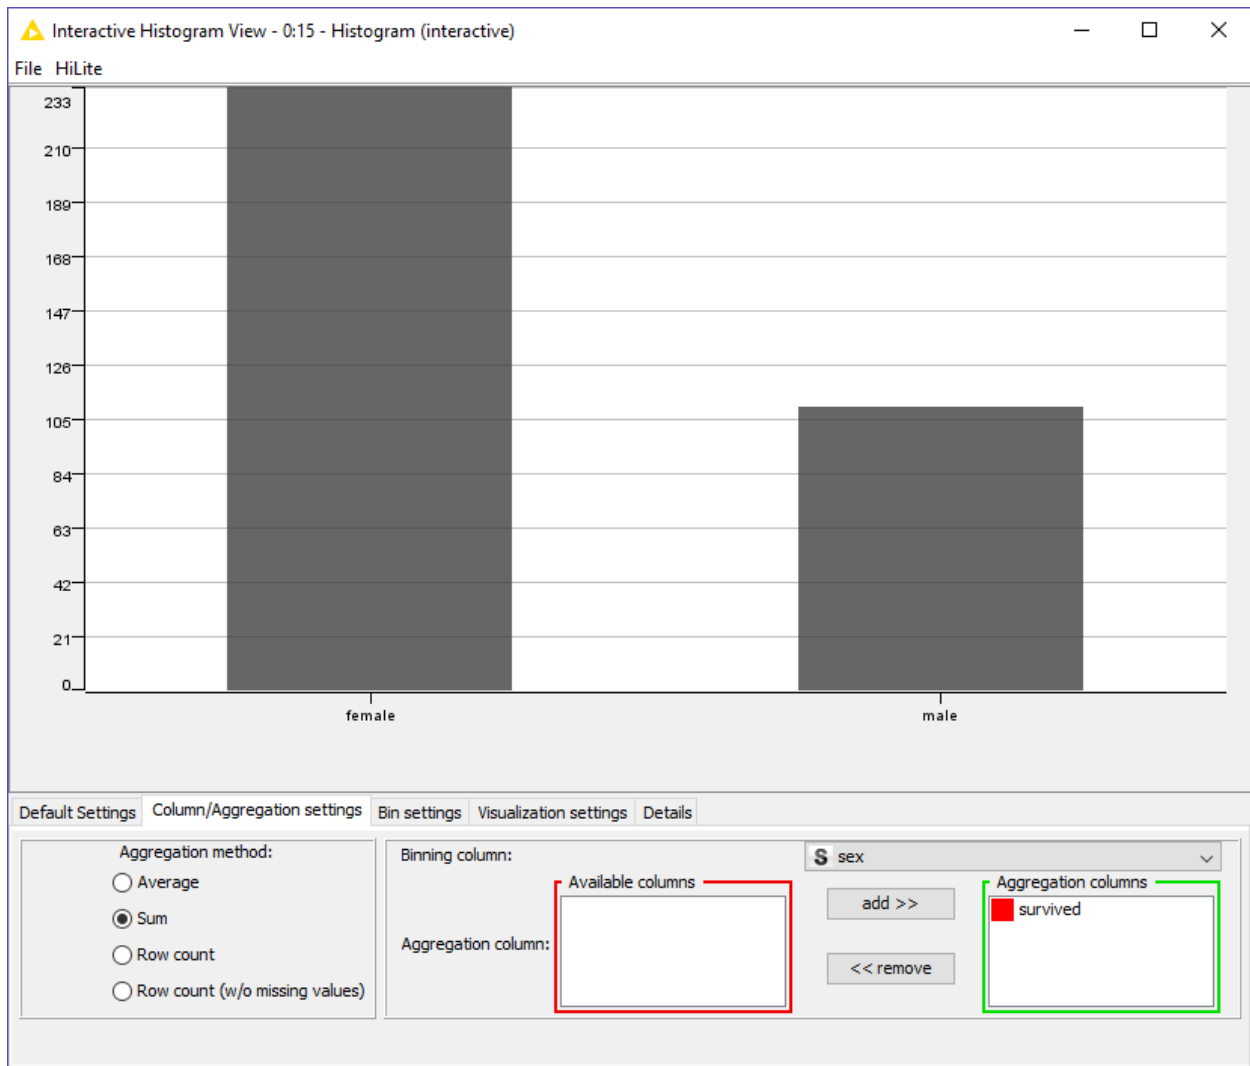 Interactive Histogram View - 0:15 - Histogram (interactive)
File HiLite
233
210
189
168
147
126
105
84
63
42
21
0
female male
Default Settings Column/Aggregation settings Bin settings Visualization settings Details
Aggregation method:
Average
Sum
Row count
Row count (w/o missing values)
Binning column:
S sex
Aggregation column:
Available columns
add >>
<< remove
Aggregation columns
survived